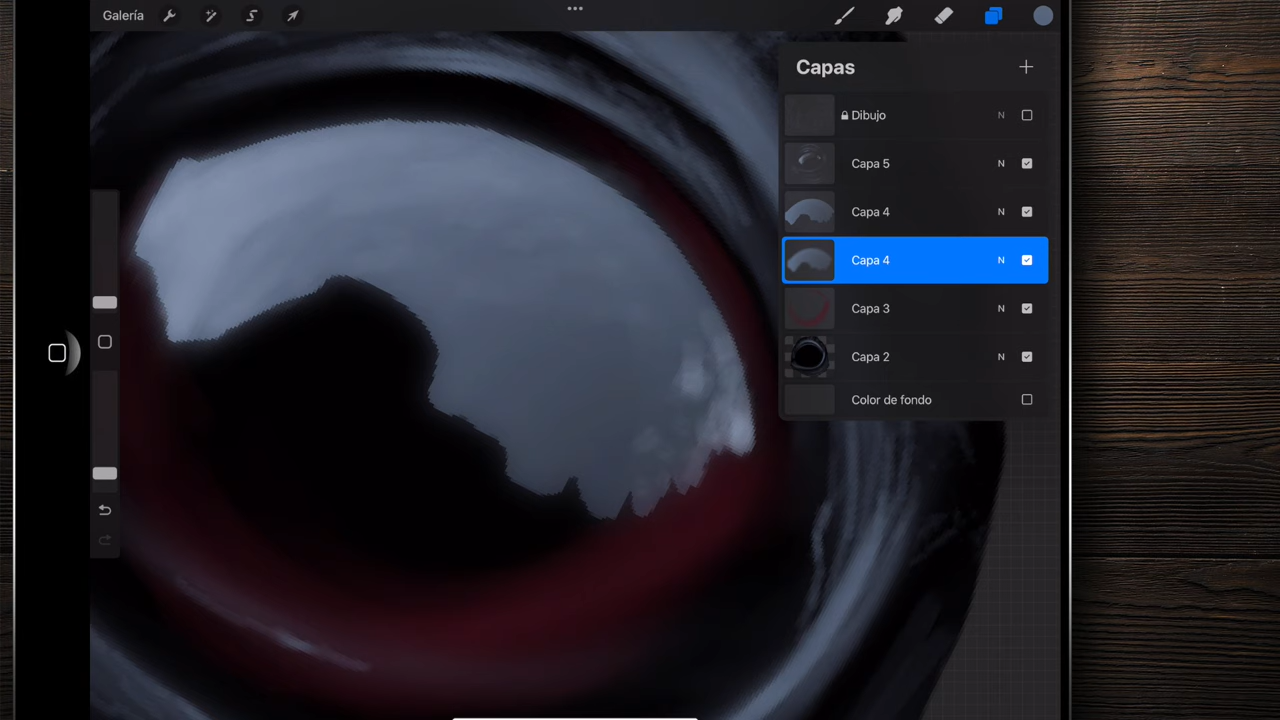 Galería
Capas
Dibujo N
Capa 5 N
Capa 4 N
Capa 4 N
Capa 3 N
Capa 2 N
Color de fondo